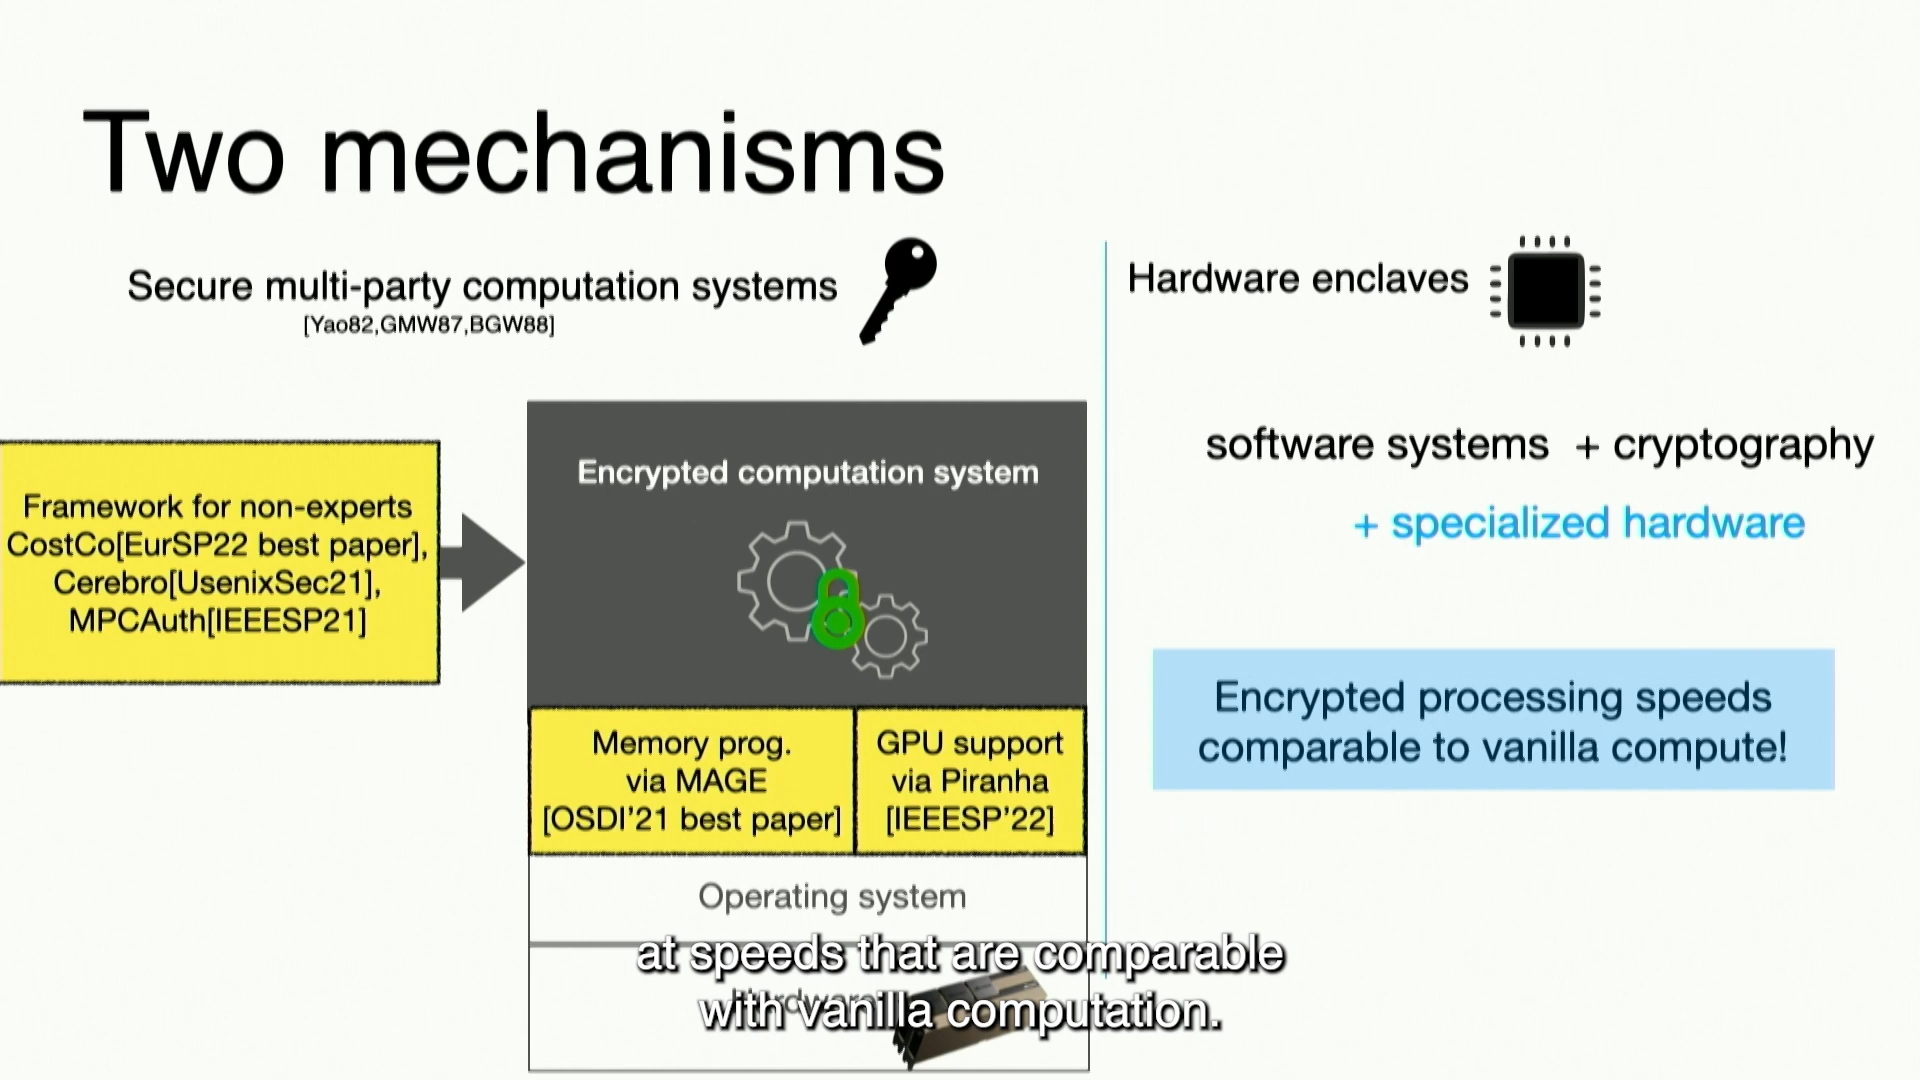 Two mechanisms
Secure multi-party computation systems
[Yao82,GMW87,BGW88]
Framework for non-experts
CostCo[EurSP22 best paper],
Cerebro[UsenixSec21],
MPCAuth[IEEESP21]
Encrypted computation system
Memory prog.
via MAGE
[OSDI’21 best paper]
GPU support
via Piranha
[IEEESP’22]
Operating system
Hardware
Hardware enclaves
software systems + cryptography
+ specialized hardware
Encrypted processing speeds
comparable to vanilla compute!
at speeds that are comparable
with vanilla computation.